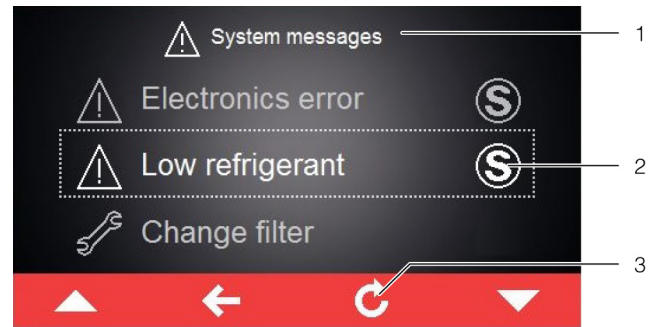 System messages
1
Electronics error
S
Low refrigerant
S
2
Change filter
3